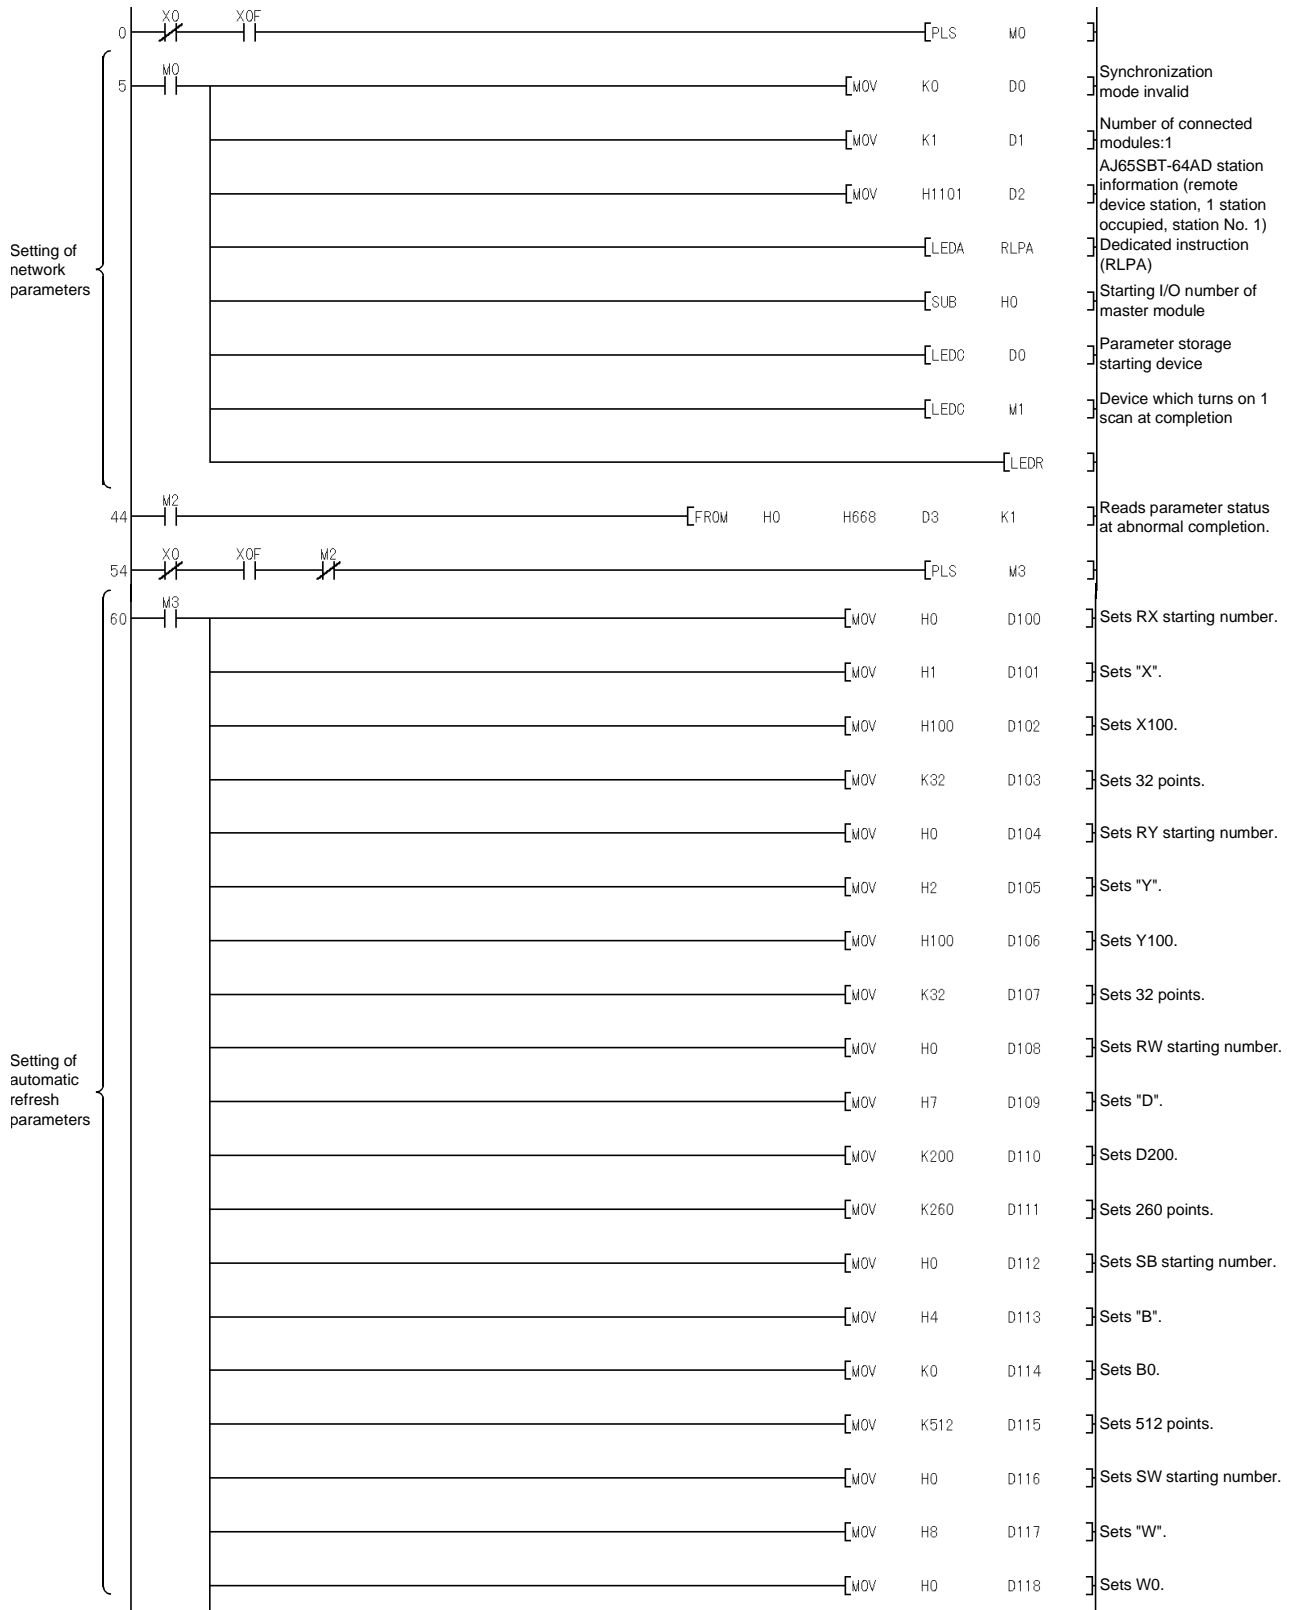 X0 X0F
0 PLS M0
M0
5 MOV K0 D0 Synchronization
mode invalid
MOV K1 D1 Number of connected
modules:1
MOV H1101 D2 AJ65SBT-64AD station
information (remote
device station, 1 station
occupied, station No. 1)
LEDA RLPA Dedicated instruction
(RLPA)
Setting of
network
parameters
SUB H0 Starting I/O number of
master module
LEDC D0 Parameter storage
starting device
LEDC M1 Device which turns on 1
scan at completion
LEDR
M2
44 FROM H0 H668 D3 K1 Reads parameter status
at abnormal completion.
X0 X0F M2
54 PLS M3
M3
60 MOV H0 D100 Sets RX starting number.
MOV H1 D101 Sets "X".
MOV H100 D102 Sets X100.
MOV K32 D103 Sets 32 points.
MOV H0 D104 Sets RY starting number.
MOV H2 D105 Sets "Y".
MOV H100 D106 Sets Y100.
MOV K32 D107 Sets 32 points.
MOV H0 D108 Sets RW starting number.
Setting of
automatic
refresh
parameters
MOV H7 D109 Sets "D".
MOV K200 D110 Sets D200.
MOV K260 D111 Sets 260 points.
MOV H0 D112 Sets SB starting number.
MOV H4 D113 Sets "B".
MOV K0 D114 Sets B0.
MOV K512 D115 Sets 512 points.
MOV H0 D116 Sets SW starting number.
MOV H8 D117 Sets "W".
MOV H0 D118 Sets W0.